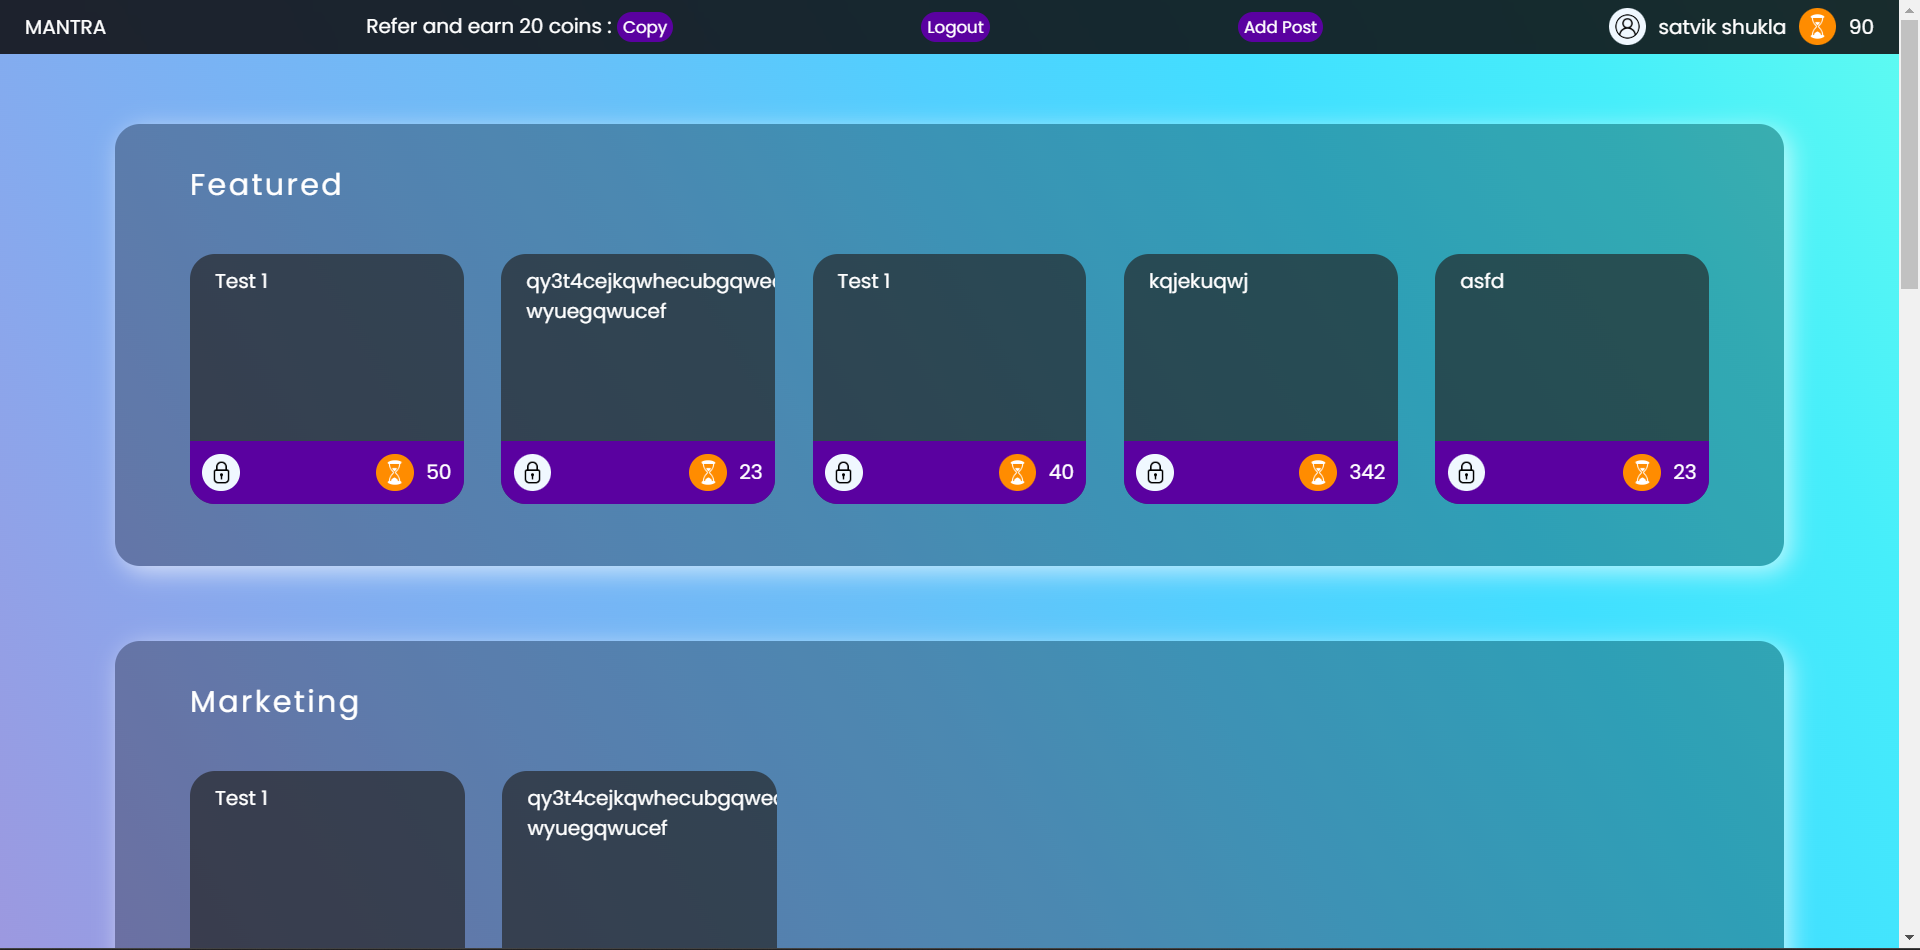 MANTRA Refer and earn 20 coins : Copy Logout Add Post satvik shukla 90
Featured
Test 1
qy3t4cejkqwhecubgqwe
wyuegqwucef
Test 1
kqjekuqwj
asfd
50
23
40
342
23
Marketing
Test 1
qy3t4cejkqwhecubgqwe
wyuegqwucef